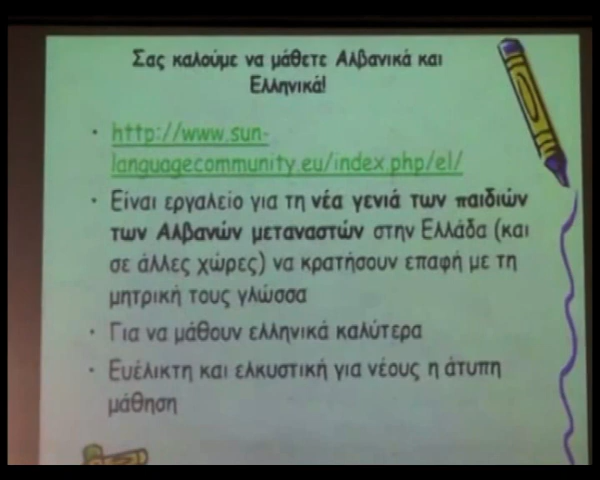 Σας καλούμε να μάθετε Αλβανικά και
Ελληνικά!
• http://www.sun-
languagecommunity.eu/index.php/el/
• Είναι εργαλείο για τη νέα γενιά των παιδιών
των Αλβανών μεταναστών στην Ελλάδα (και
σε άλλες χώρες) να κρατήσουν επαφή με τη
μητρική τους γλώσσα
• Για να μάθουν ελληνικά καλύτερα
• Ευέλικτη και ελκυστική για νέους η άτυπη
μάθηση